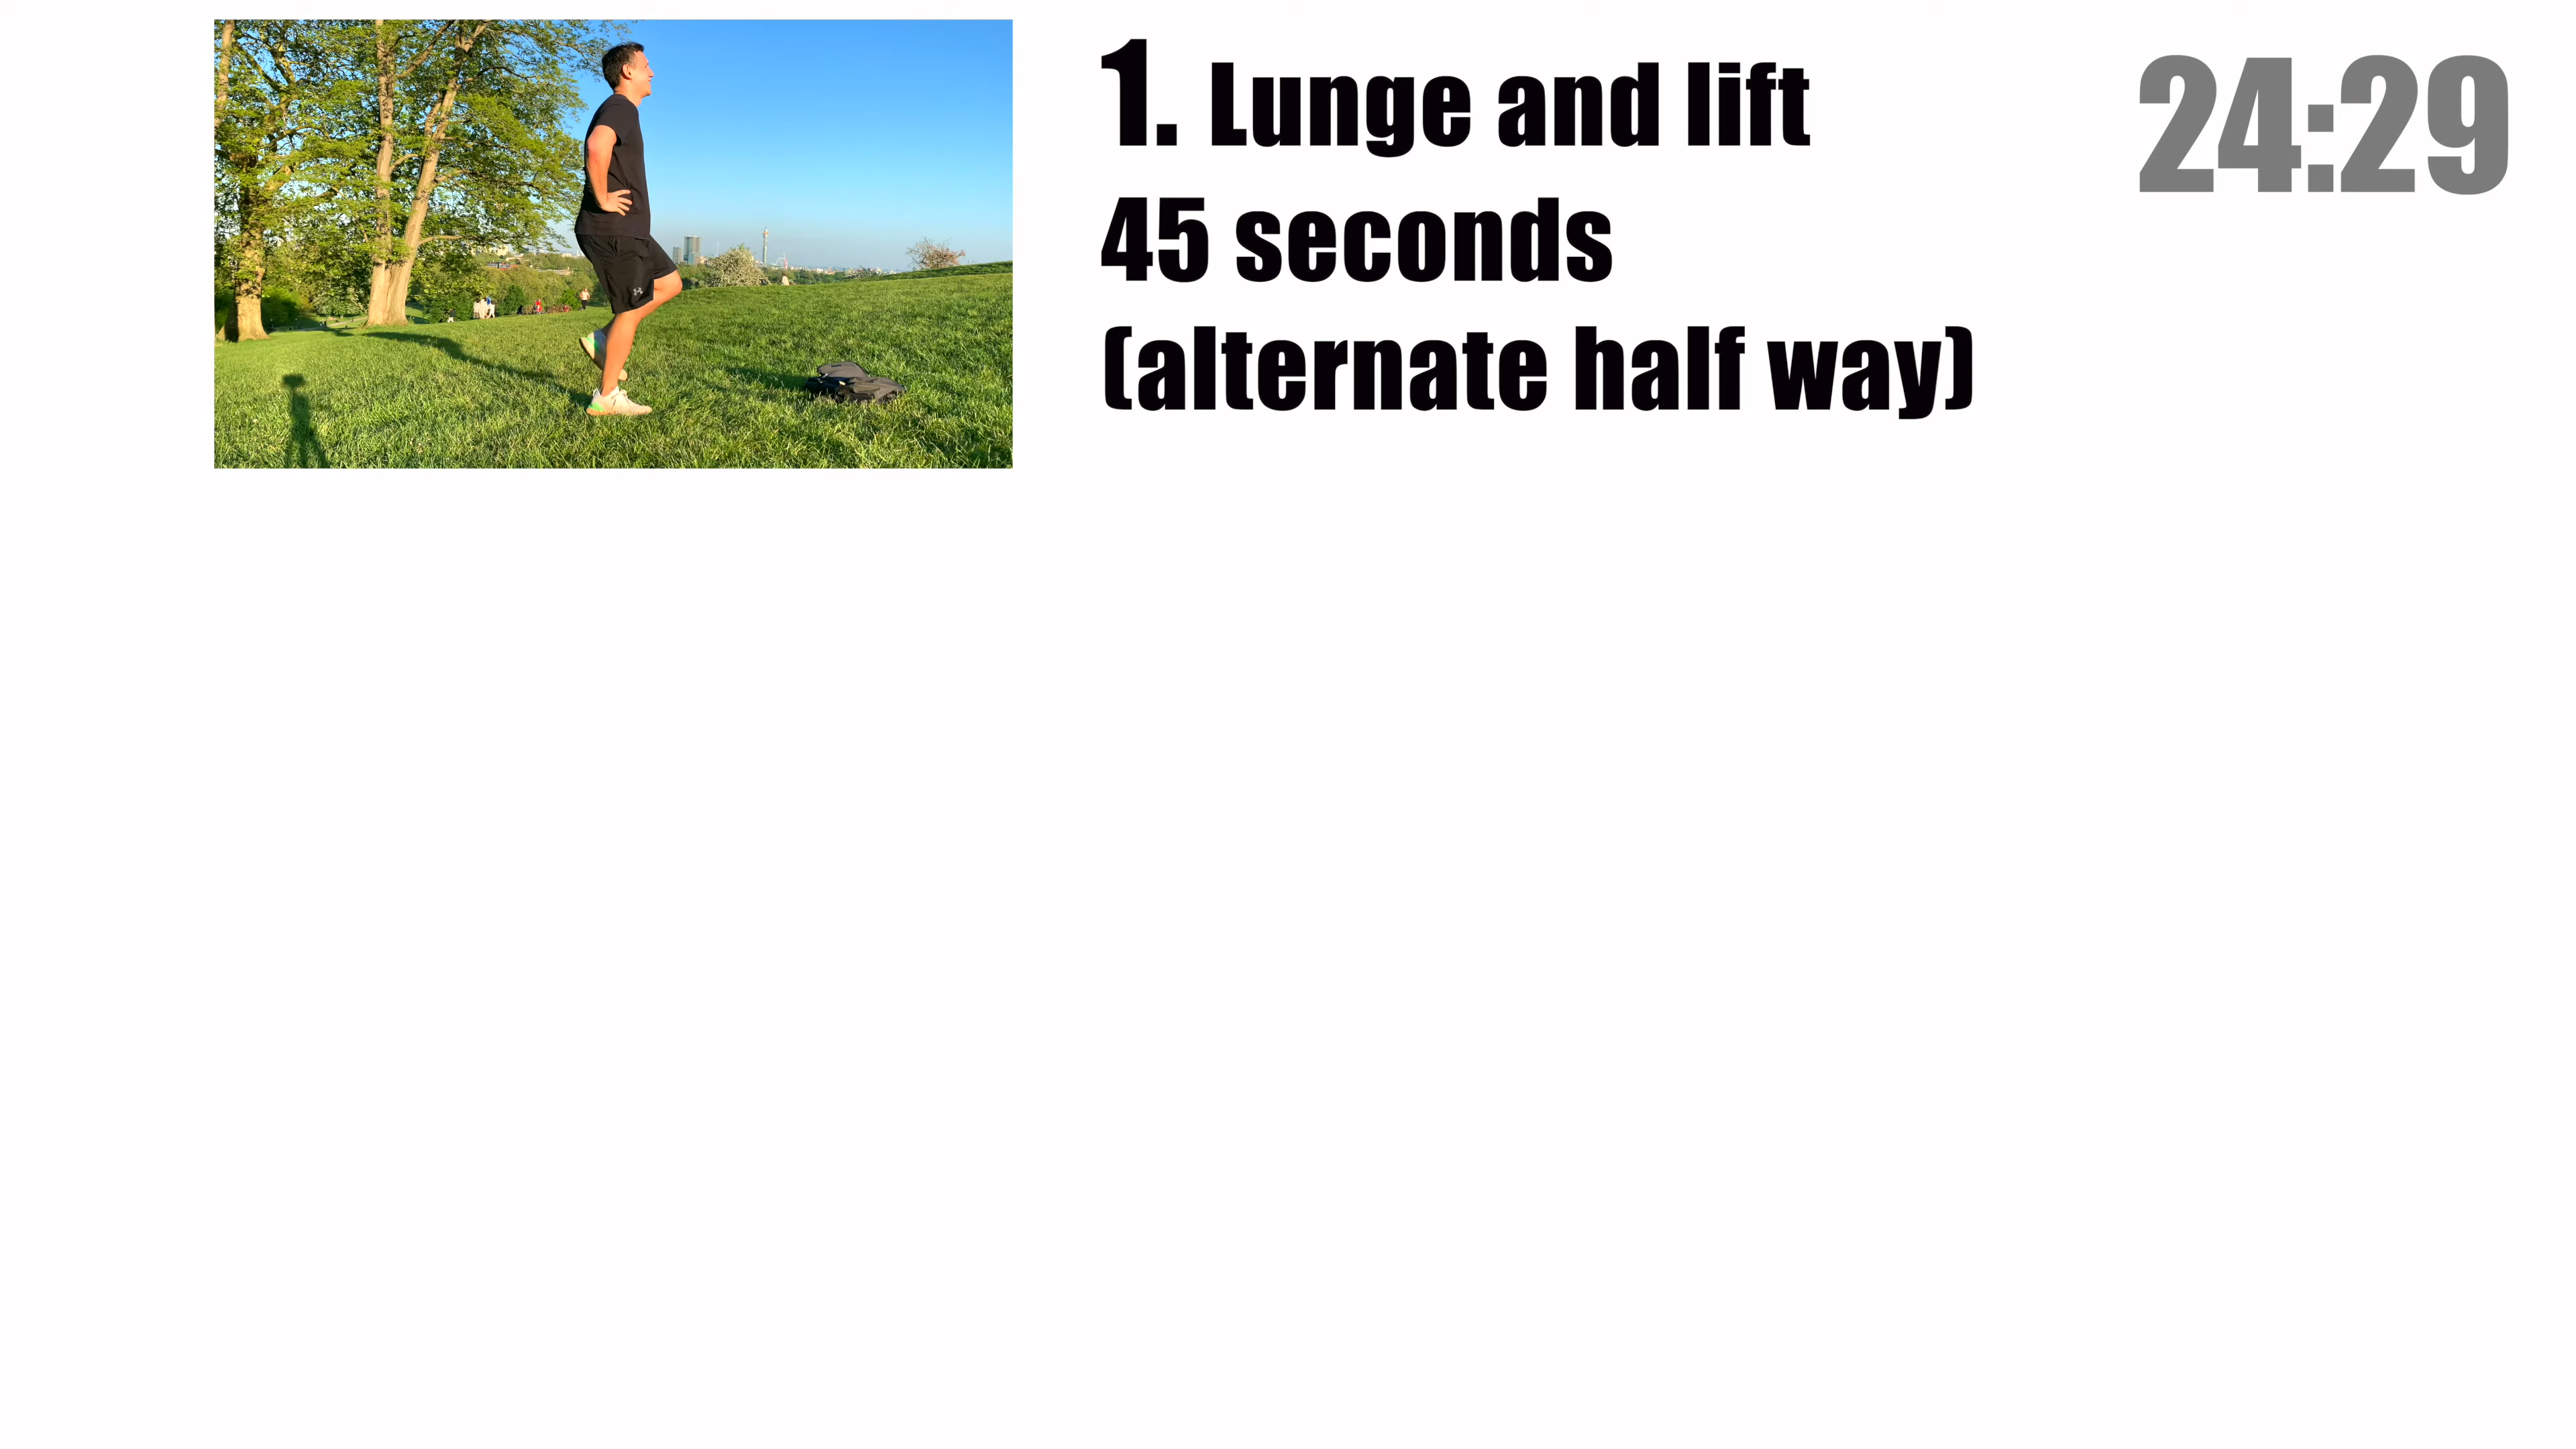 1. Lunge and lift
24:29
45 seconds
(alternate half way)